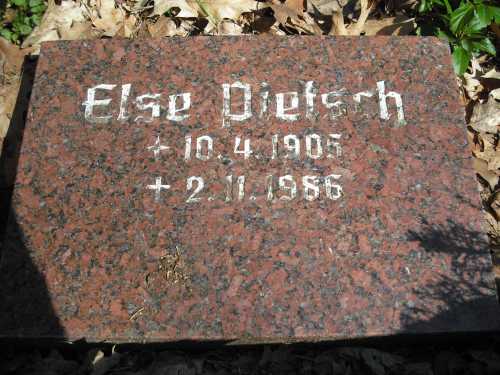 Else Dietsch
+ 10.4.1905
+ 2.11.1986